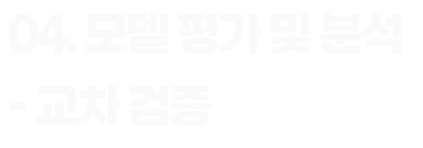 04. 모델 평가 및 분석
- 교차 검증